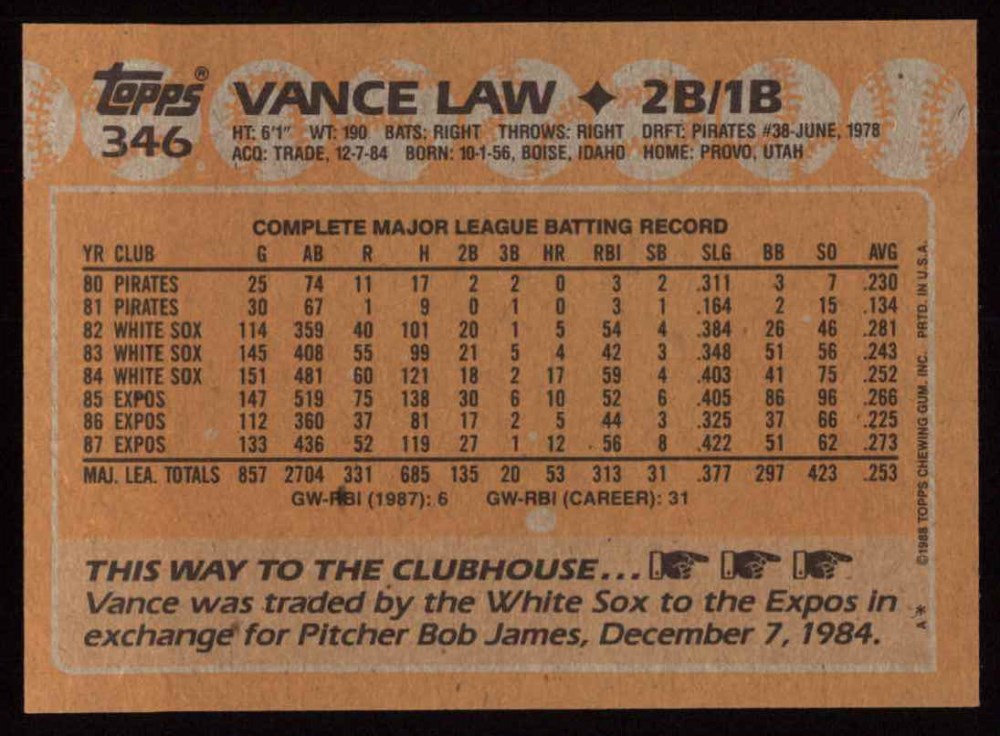 topps® VANCE LAW ✦ 2B/1B
346 HT: 6'1" WT: 190 BATS: RIGHT THROWS: RIGHT DRFT: PIRATES #38-JUNE, 1978
ACQ: TRADE, 12-7-84 BORN: 10-1-56, BOISE, IDAHO HOME: PROVO, UTAH
COMPLETE MAJOR LEAGUE BATTING RECORD
YR CLUB G AB R H 2B 3B HR RBI SB SLG BB SO AVG
80 PIRATES 25 74 11 17 2 2 0 3 2 .311 3 7 .230
81 PIRATES 30 67 1 9 0 1 0 3 1 .164 2 15 .134
82 WHITE SOX 114 359 40 101 20 1 5 54 4 .384 26 46 .281
83 WHITE SOX 145 408 55 99 21 5 4 42 3 .348 51 56 .243
84 WHITE SOX 151 481 60 121 18 2 17 59 4 .403 41 75 .252
85 EXPOS 147 519 75 138 30 6 10 52 6 .405 86 96 .266
86 EXPOS 112 360 37 81 17 2 5 44 3 .325 37 66 .225
87 EXPOS 133 436 52 119 27 1 12 56 8 .422 51 62 .273
MAJ. LEA. TOTALS 857 2704 331 685 135 20 53 313 31 .377 297 423 .253
GW-RBI (1987): 6 GW-RBI (CAREER): 31
THIS WAY TO THE CLUBHOUSE...
Vance was traded by the White Sox to the Expos in
exchange for Pitcher Bob James, December 7, 1984.
©1988 TOPPS CHEWING GUM, INC. PRTD. IN U.S.A.
A**